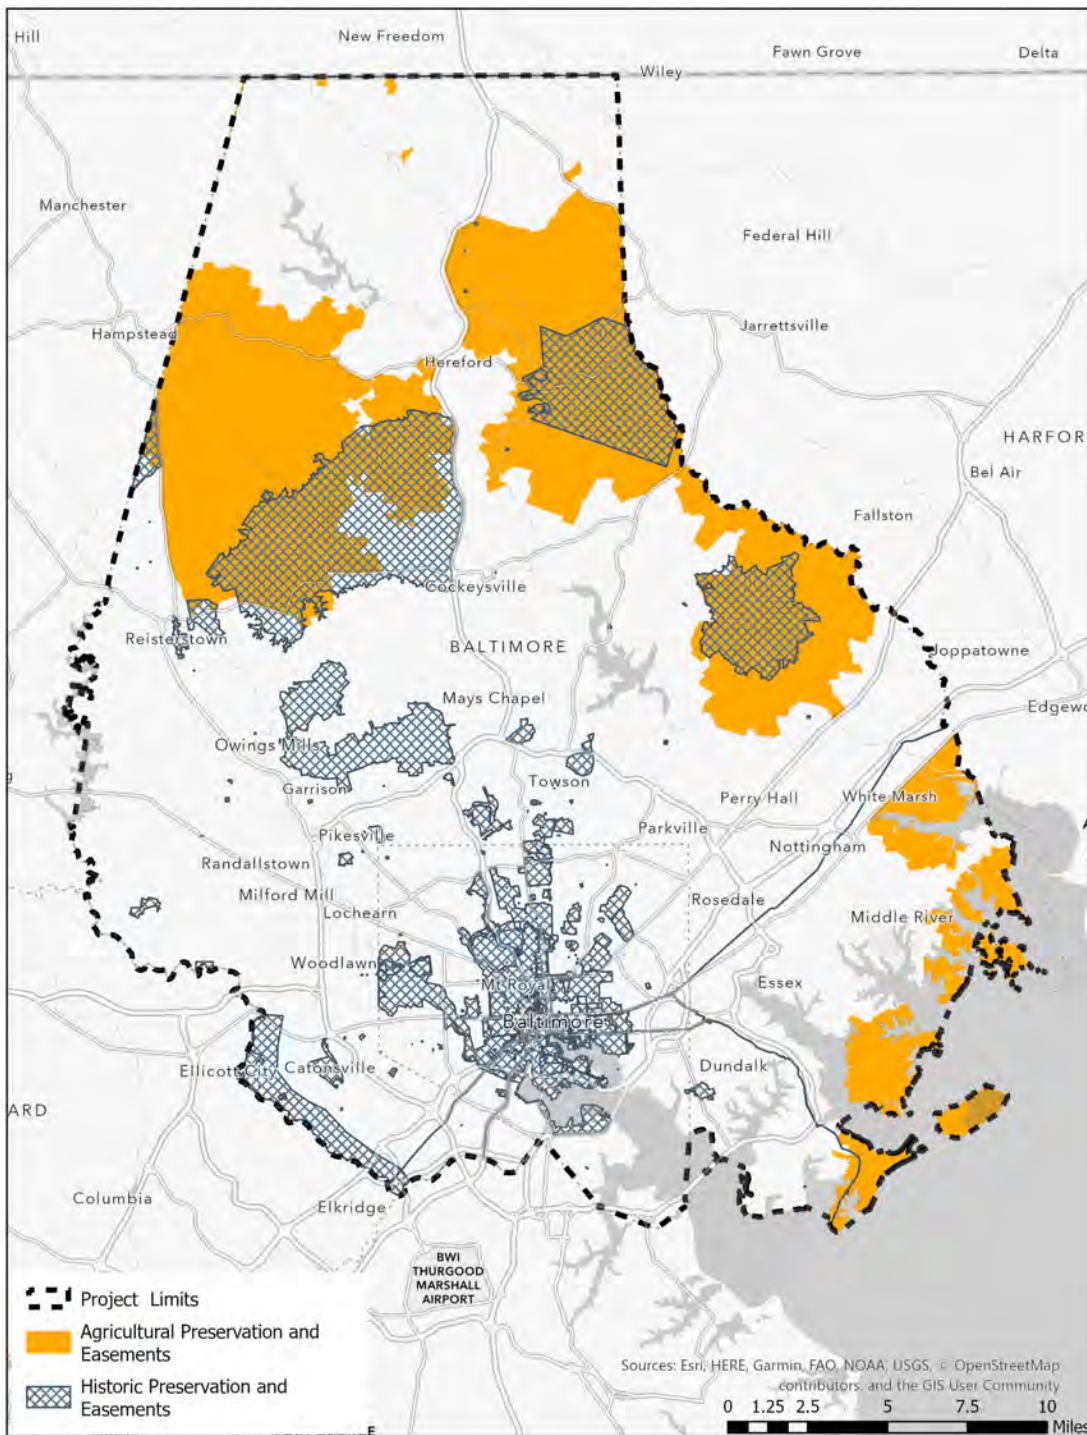 Hill
New Freedom
Fawn Grove
Delta
Wiley
Manchester
Federal Hill
Hampstead
Jarrettsville
Hereford
HARFOR
Bel Air
Fallston
Cockeysville
Reisterstown
BALTIMORE
Joppatowne
Mays Chapel
Edgewo
Owings Mills
Towson
Garrison
Perry Hall
White Marsh
Pikesville
Parkville
Nottingham
Randallstown
Milford Mill
Rosedale
Lochearn
Middle River
Woodlawn
Mt Royal
Essex
Baltimore
Ellicott City
Catonsville
Dundalk
ARD
Columbia
Elkridge
BWI
THURGOOD
MARSHALL
AIRPORT
Project Limits
Agricultural Preservation and
Easements
Historic Preservation and
Easements
Sources: Esri, HERE, Garmin, FAO, NOAA, USGS, © OpenStreetMap
contributors, and the GIS User Community
0 1.25 2.5 5 7.5 10
Miles